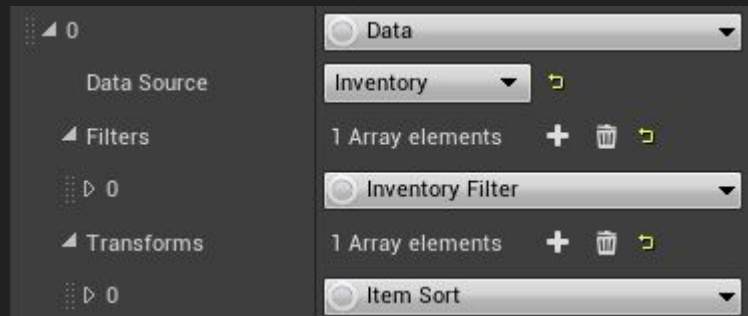 0 Data
Data Source Inventory
Filters 1 Array elements
0 Inventory Filter
Transforms 1 Array elements
0 Item Sort